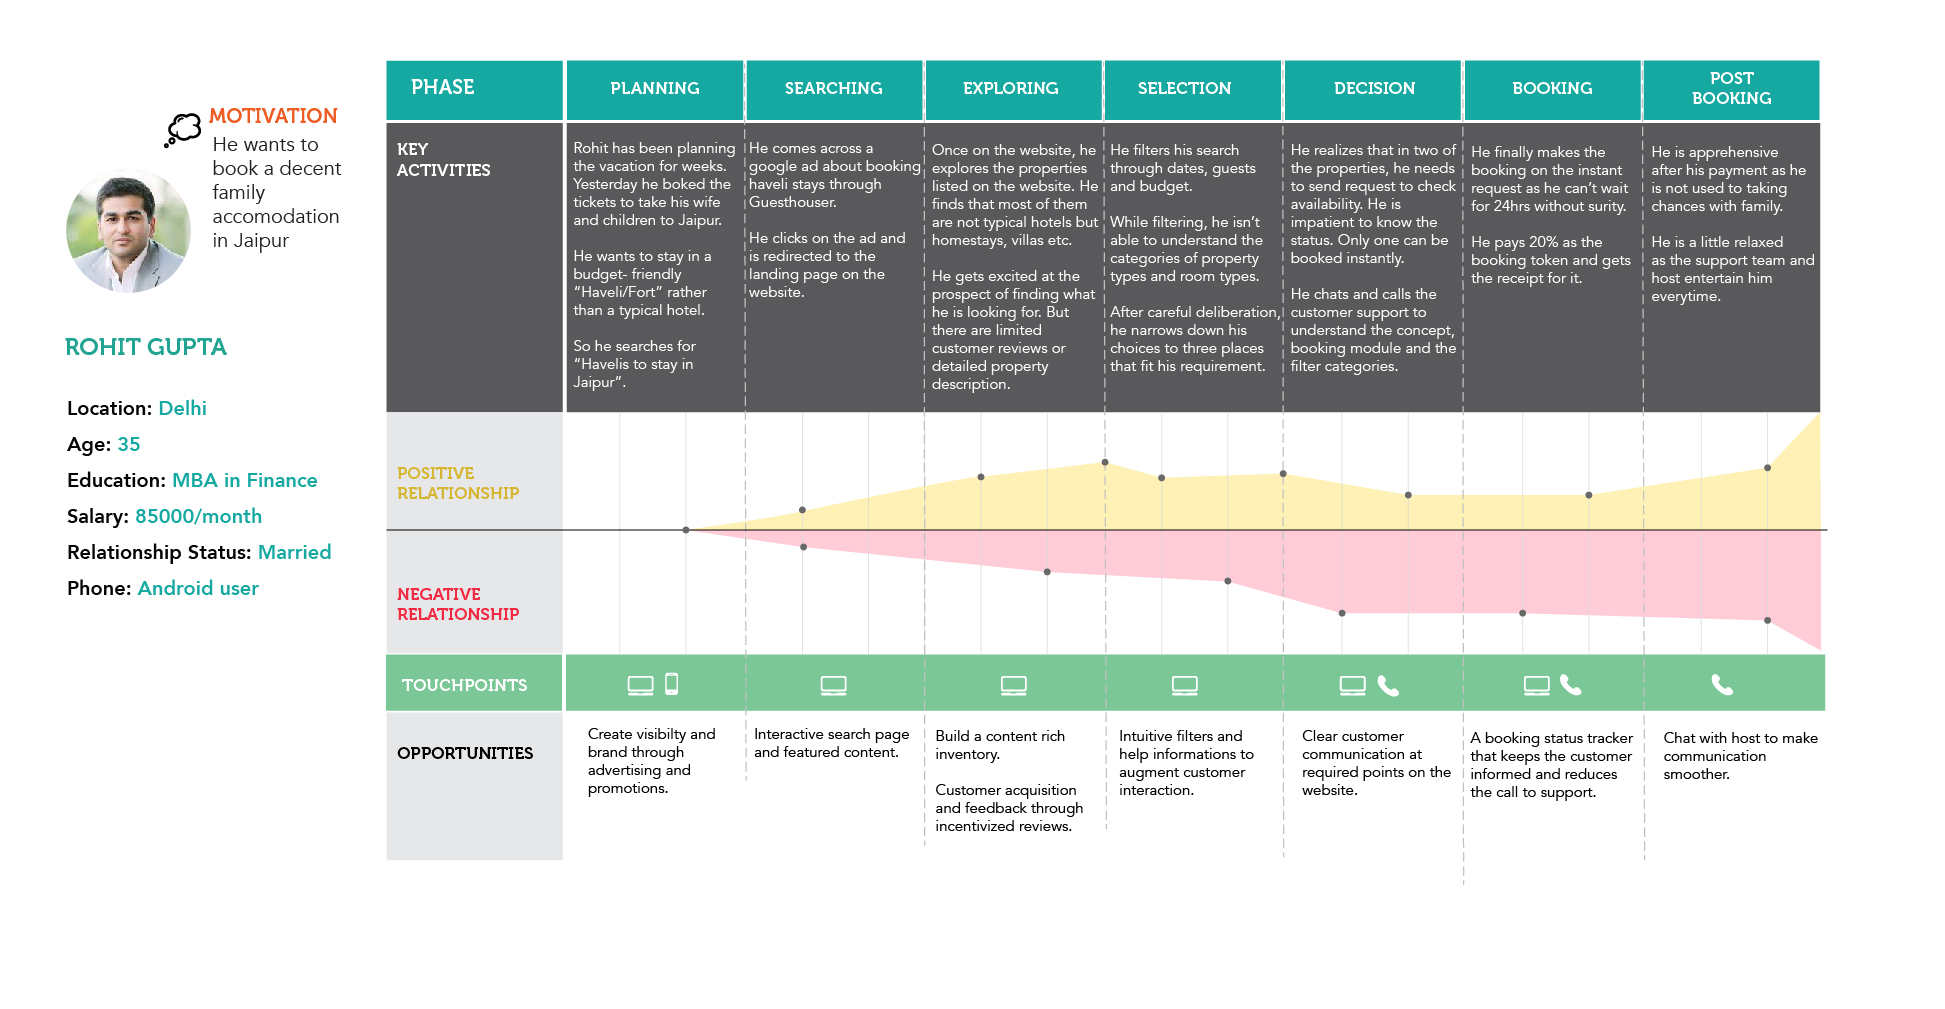 MOTIVATION
He wants to
book a decent
family
accomodation
in Jaipur
ROHIT GUPTA
Location: Delhi
Age: 35
Education: MBA in Finance
Salary: 85000/month
Relationship Status: Married
Phone: Android user
PHASE
PLANNING
SEARCHING
EXPLORING
SELECTION
DECISION
BOOKING
POST
BOOKING
KEY
ACTIVITIES
Rohit has been planning
the vacation for weeks.
Yesterday he boked the
tickets to take his wife
and children to Jaipur.
He wants to stay in a
budget- friendly
“Haveli/Fort” rather
than a typical hotel.
So he searches for
“Havelis to stay in
Jaipur”.
He comes across a
google ad about booking
haveli stays through
Guesthouser.
He clicks on the ad and
is redirected to the
landing page on the
website.
Once on the website, he
explores the properties
listed on the website. He
finds that most of them
are not typical hotels but
homestays, villas etc.
He gets excited at the
prospect of finding what
he is looking for. But
there are limited
customer reviews or
detailed property
description.
He filters his search
through dates, guests
and budget.
While filtering, he isn’t
able to understand the
categories of property
types and room types.
After careful deliberation,
he narrows down his
choices to three places
that fit his requirement.
He realizes that in two of
the properties, he needs
to send request to check
availability. He is
impatient to know the
status. Only one can be
booked instantly.
He chats and calls the
customer support to
understand the concept,
booking module and the
filter categories.
He finally makes the
booking on the instant
request as he can’t wait
for 24hrs without surity.
He pays 20% as the
booking token and gets
the receipt for it.
He is apprehensive
after his payment as he
is not used to taking
chances with family.
He is a little relaxed
as the support team and
host entertain him
everytime.
POSITIVE
RELATIONSHIP
NEGATIVE
RELATIONSHIP
TOUCHPOINTS
OPPORTUNITIES
Create visibilty and
brand through
advertising and
promotions.
Interactive search page
and featured content.
Build a content rich
inventory.
Customer acquisition
and feedback through
incentivized reviews.
Intuitive filters and
help informations to
augment customer
interaction.
Clear customer
communication at
required points on the
website.
A booking status tracker
that keeps the customer
informed and reduces
the call to support.
Chat with host to make
communication
smoother.